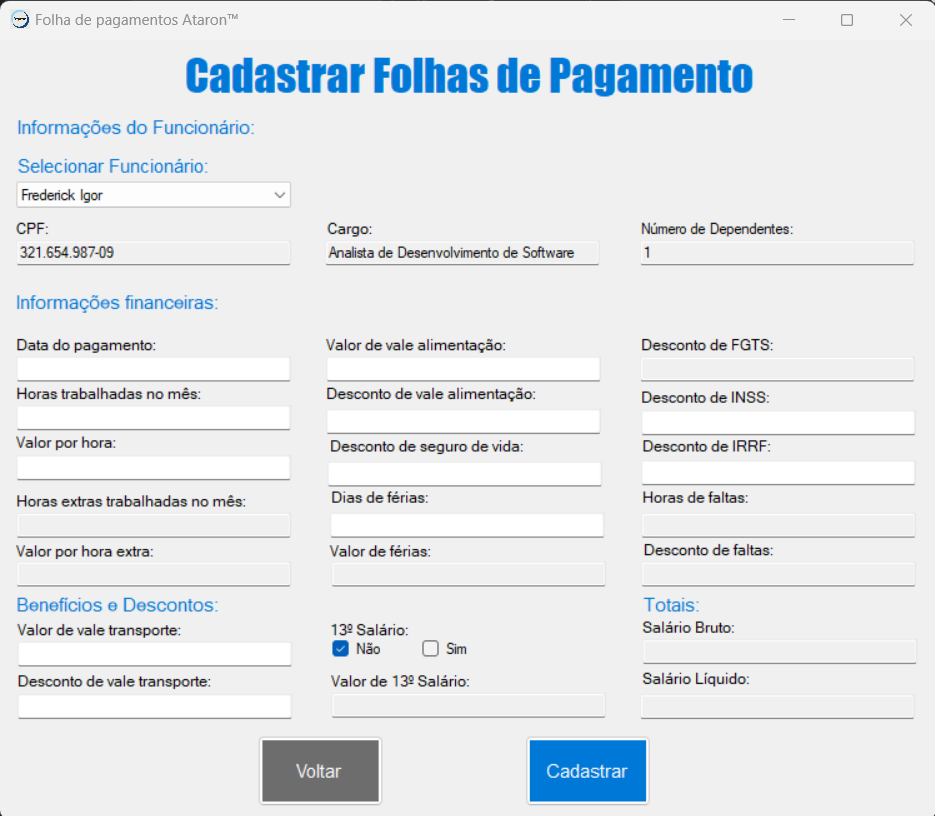 Folha de pagamentos Ataron™
Cadastrar Folhas de Pagamento
Informações do Funcionário:
Selecionar Funcionário:
Frederick Igor
CPF:
321.654.987-09
Cargo:
Analista de Desenvolvimento de Software
Número de Dependentes:
1
Informações financeiras:
Data do pagamento:
Horas trabalhadas no mês:
Valor por hora:
Horas extras trabalhadas no mês:
Valor por hora extra:
Valor de vale alimentação:
Desconto de vale alimentação:
Desconto de seguro de vida:
Dias de férias:
Valor de férias:
Desconto de FGTS:
Desconto de INSS:
Desconto de IRRF:
Horas de faltas:
Desconto de faltas:
Benefícios e Descontos:
Valor de vale transporte:
Desconto de vale transporte:
13º Salário:
Não
Sim
Valor de 13º Salário:
Totais:
Salário Bruto:
Salário Líquido:
Voltar
Cadastrar